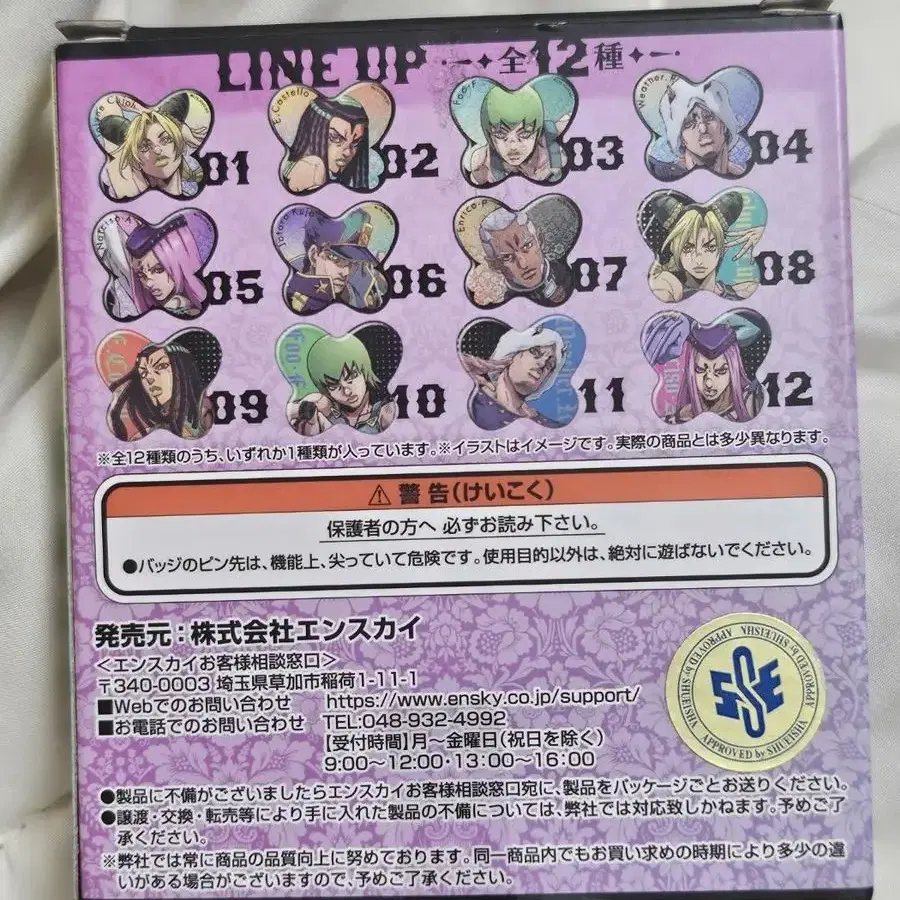 LINE UP 全12種
E・Costello
Foo・F
Weather・R
01
02
03
04
Jotaro・Kujo
Enrico・P
05
06
07
08
Foo・F
09
10
11
12
※全12種類のうち、いずれか1種類が入っています。※イラストはイメージです。実際の商品とは多少異なります。
⚠ 警告(けいこく)
保護者の方へ 必ずお読み下さい。
●バッジのピン先は、機能上、尖っていて危険です。使用目的以外は、絶対に遊ばないでください。
発売元:株式会社エンスカイ
<エンスカイお客様相談窓口>
〒340-0003 埼玉県草加市稲荷1-11-1
■Webでのお問い合わせ https://www.ensky.co.jp/support/
■お電話でのお問い合わせ TEL:048-932-4992
【受付時間】月~金曜日(祝日を除く)
9:00~12:00・13:00~16:00
APPROVED by SHUEISHA APPROVED by SHUEISHA APPROVED by SHUEISHA
●製品に不備がございましたらエンスカイお客様相談窓口宛に、製品をパッケージごとお送りください。
●譲渡・交換・転売等により手に入れた製品の不備については、弊社では対応致しかねます。予めご了
承ください。
※弊社では常に商品の品質向上に努めております。同一商品内でもお買い求めの時期により多少の違
いがある場合がございますが、予めご了承ください。